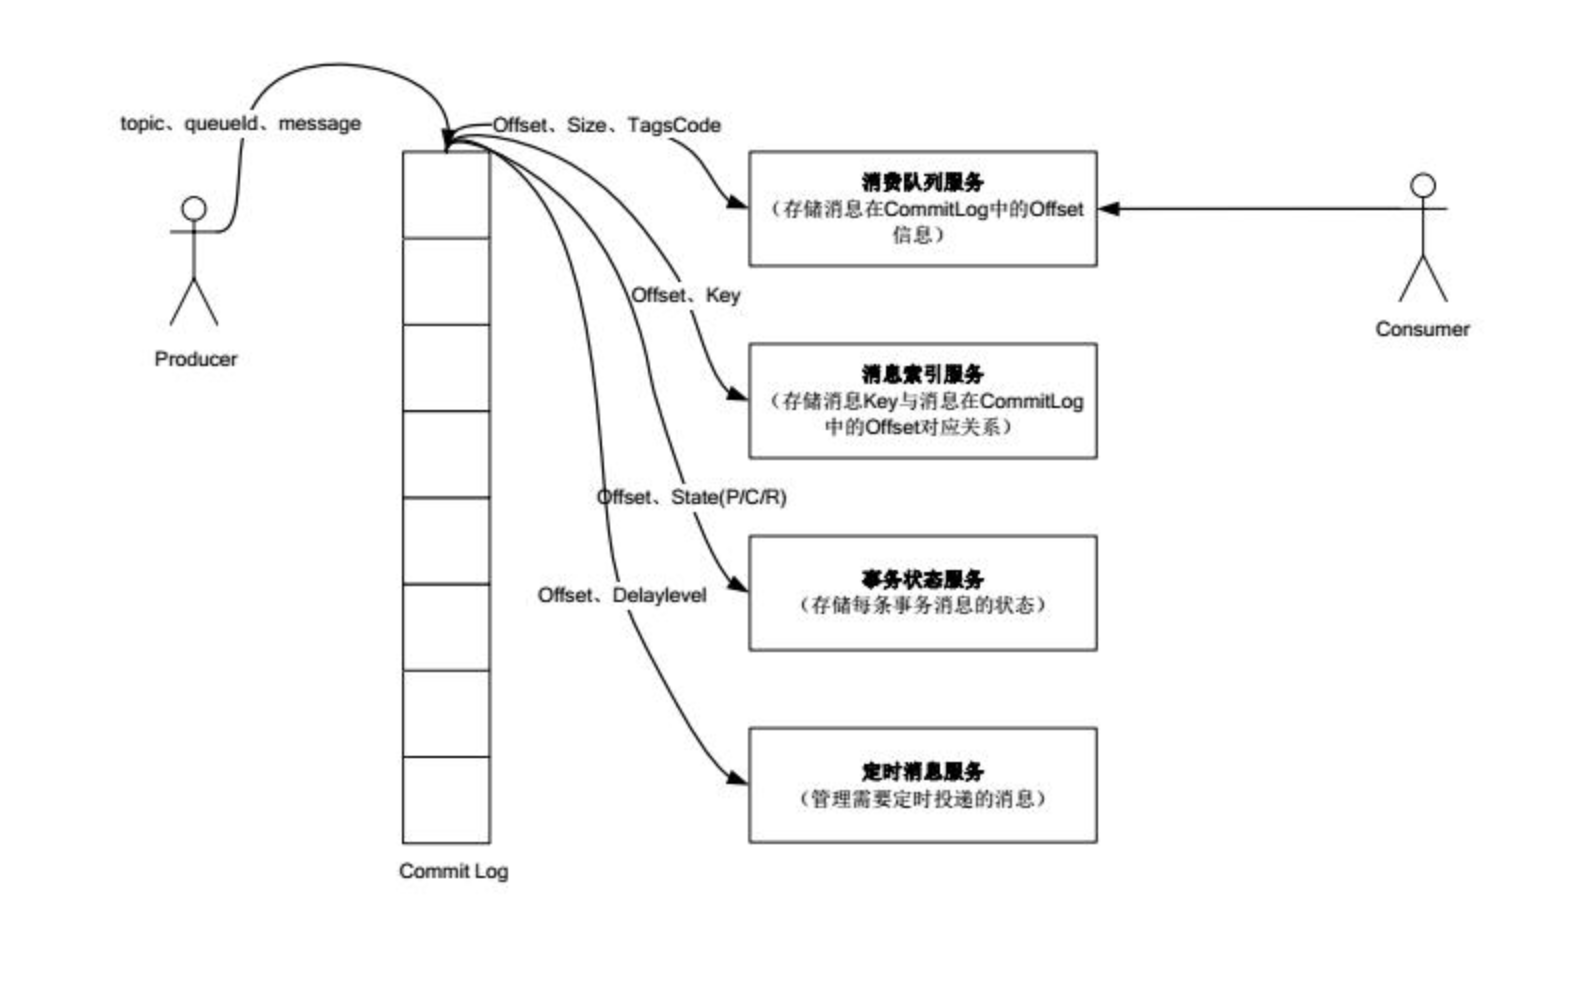 topic、queueId、message
Offset、Size、TagsCode
消费队列服务
（存储消息在CommitLog中的Offset
信息）
Producer
Consumer
Offset、Key
消息索引服务
（存储消息Key与消息在CommitLog
中的Offset对应关系）
Offset、State(P/C/R)
事务状态服务
（存储每条事务消息的状态）
Offset、Delaylevel
定时消息服务
（管理需要定时投递的消息）
Commit Log